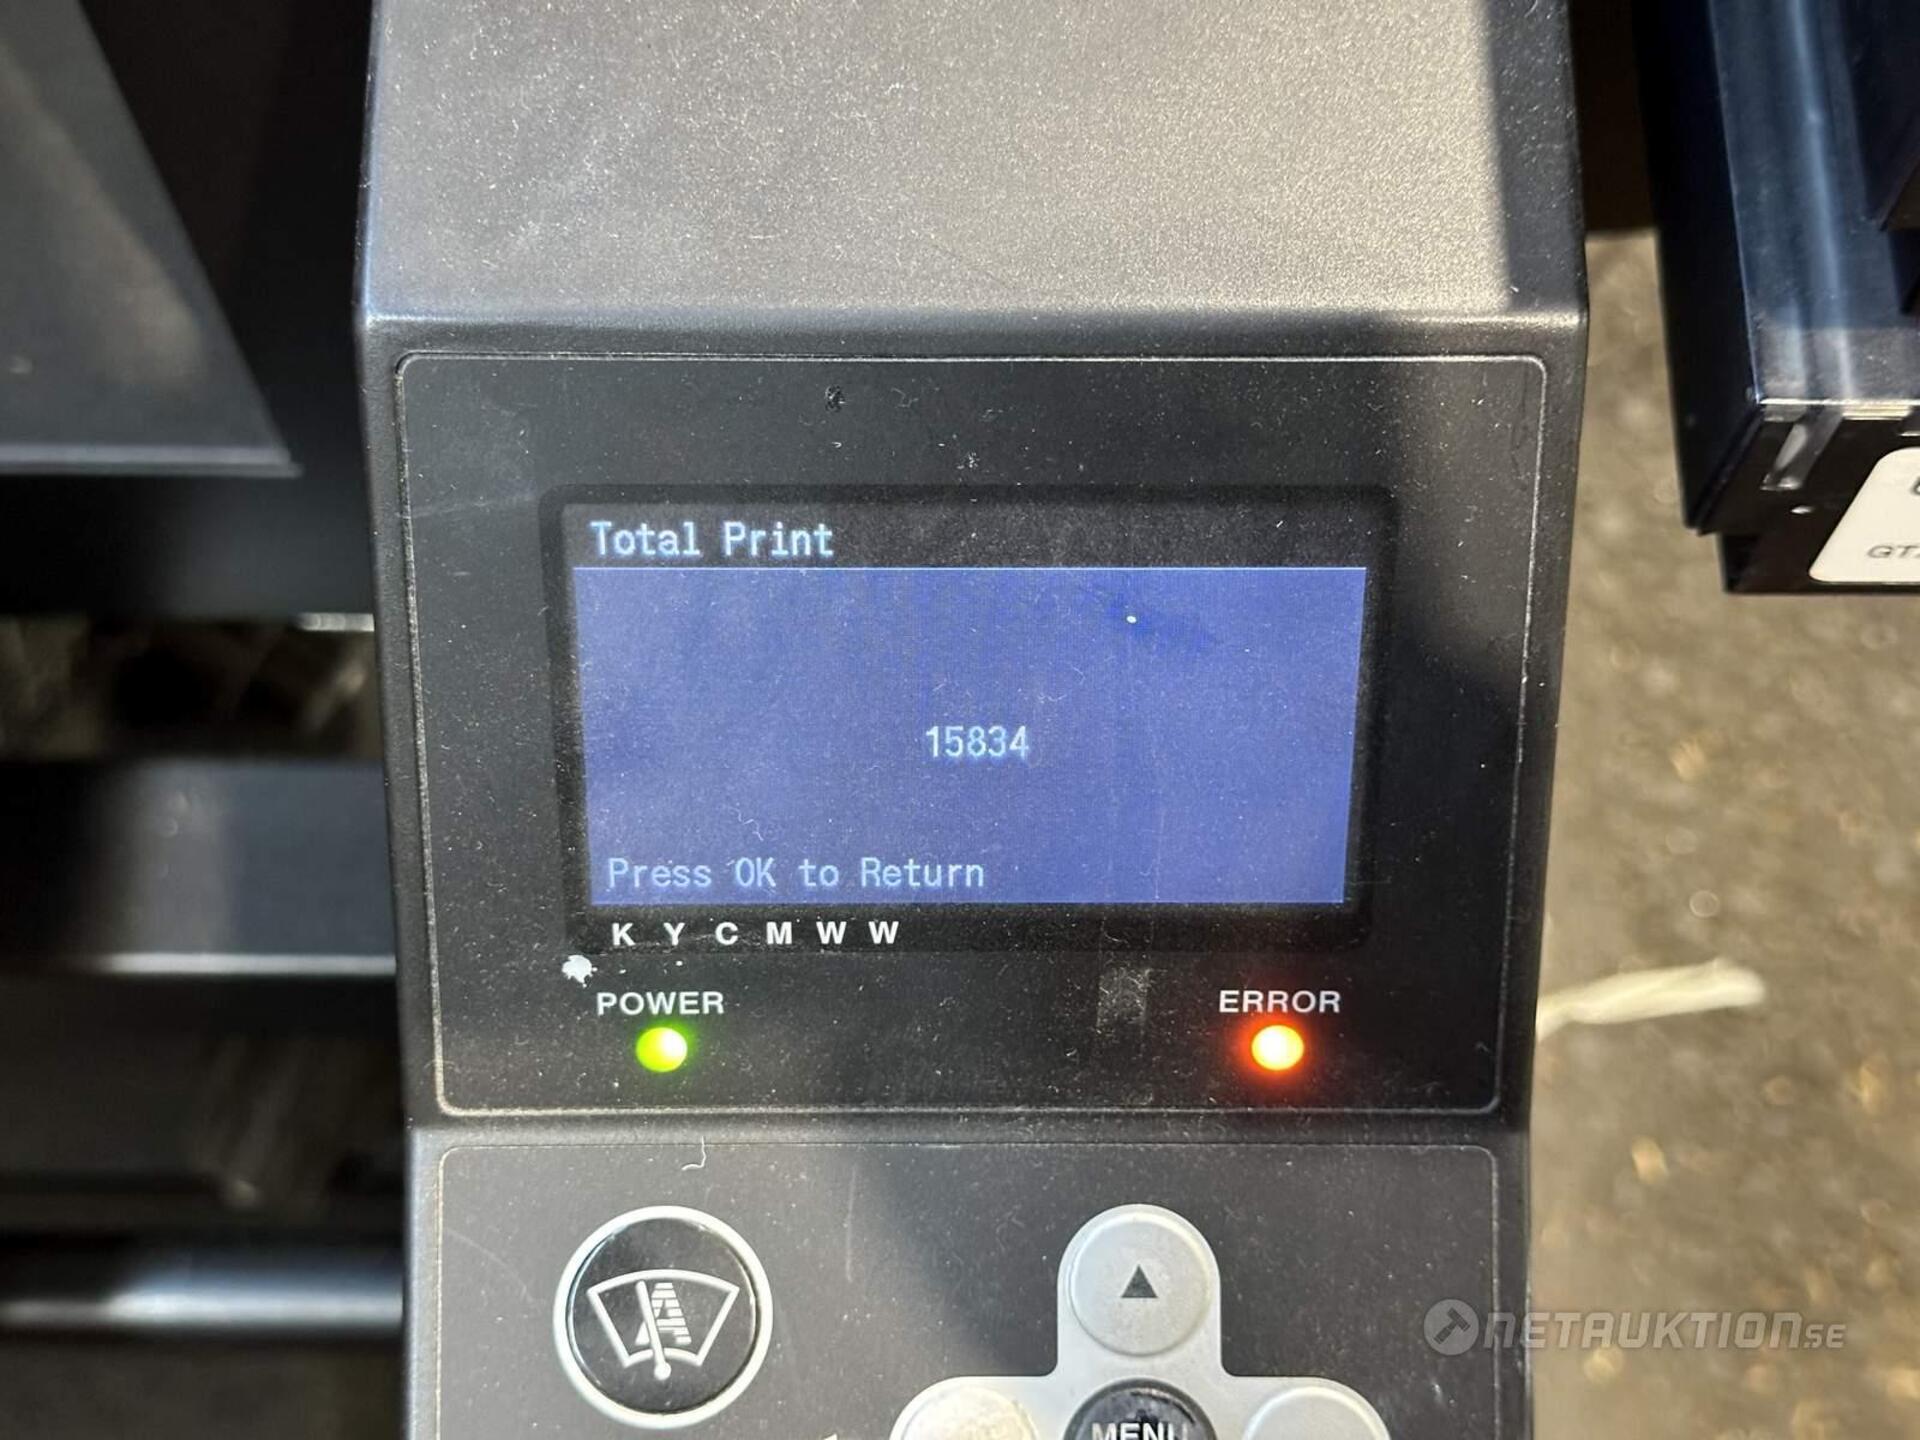 Total Print
15834
Press OK to Return
K Y C M W W
POWER
ERROR
MENU
NETAUKTION.SE